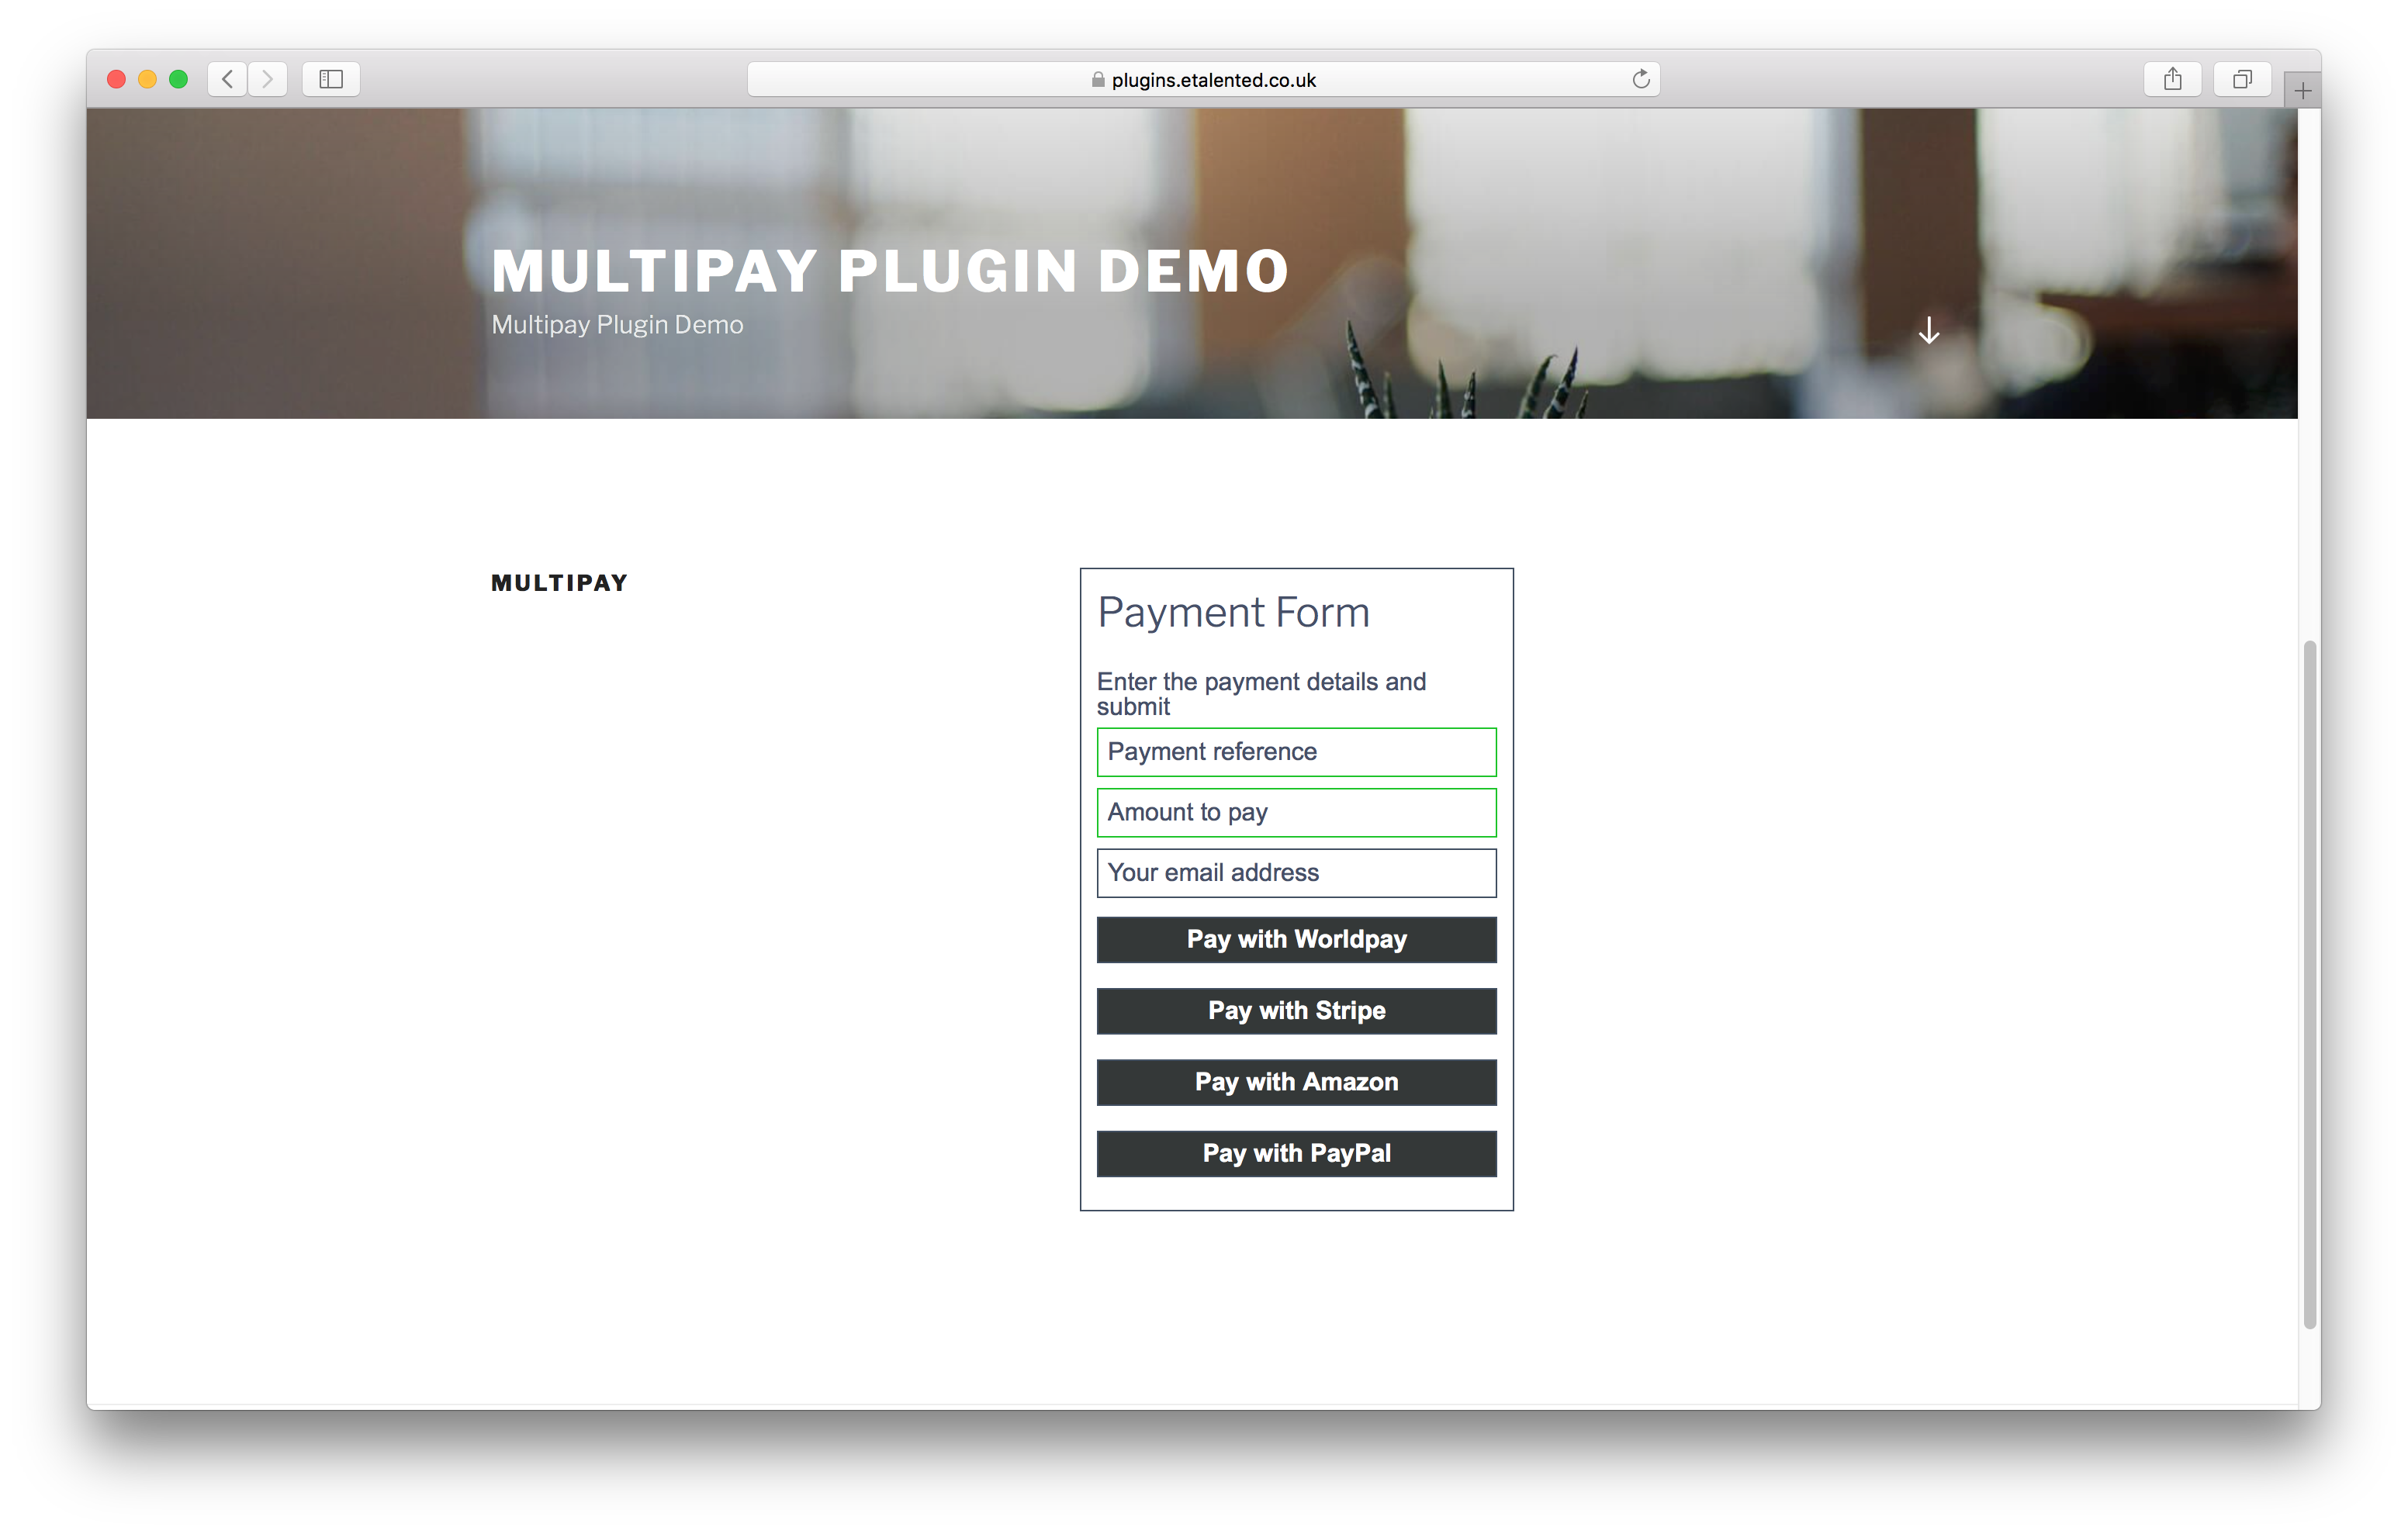 plugins.etalented.co.uk
MULTIPAY PLUGIN DEMO
Multipay Plugin Demo
MULTIPAY
Payment Form
Enter the payment details and
submit
Payment reference
Amount to pay
Your email address
Pay with Worldpay
Pay with Stripe
Pay with Amazon
Pay with PayPal